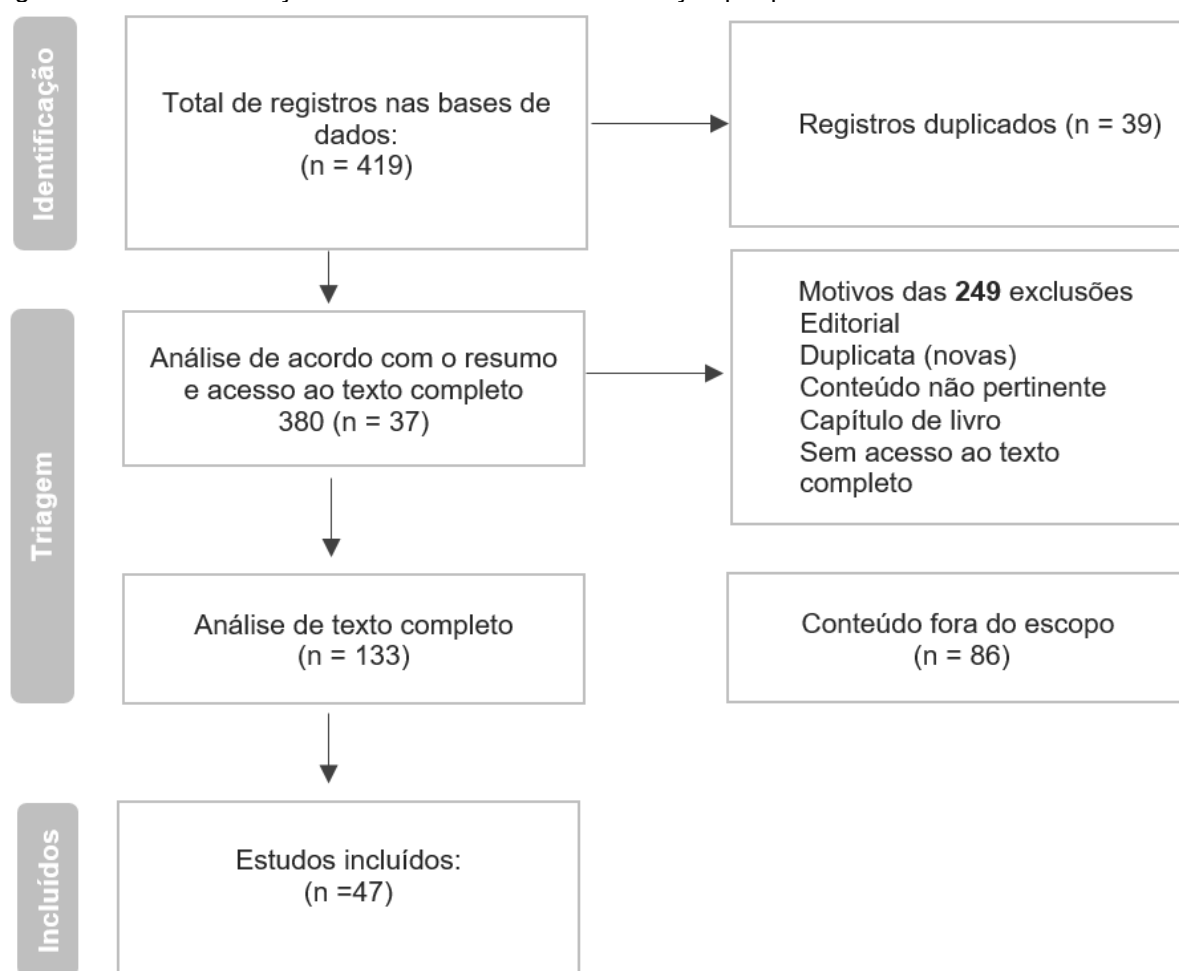 Identificação
Total de registros nas bases de
dados:
(n = 419)
Registros duplicados (n = 39)
Triagem
Análise de acordo com o resumo
e acesso ao texto completo
380 (n = 37)
Motivos das 249 exclusões
Editorial
Duplicata (novas)
Conteúdo não pertinente
Capítulo de livro
Sem acesso ao texto
completo
Análise de texto completo
(n = 133)
Conteúdo fora do escopo
(n = 86)
Incluídos
Estudos incluídos:
(n =47)